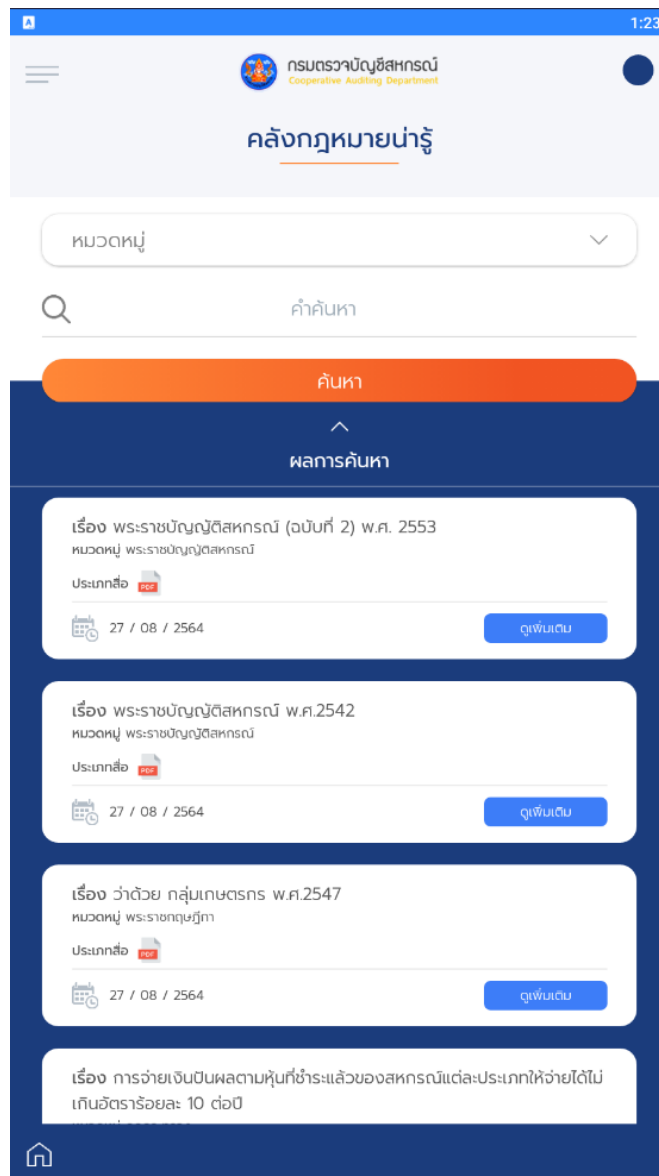 A
1:23
กรมตรวจบัญชีสหกรณ์
Cooperative Auditing Department
คลังกฎหมายน่ารู้
หมวดหมู่
คำค้นหา
ค้นหา
ผลการค้นหา
เรื่อง พระราชบัญญัติสหกรณ์ (ฉบับที่ 2) พ.ศ. 2553
หมวดหมู่ พระราชบัญญัติสหกรณ์
ประเภทสื่อ PDF
27 / 08 / 2564 ดูเพิ่มเติม
เรื่อง พระราชบัญญัติสหกรณ์ พ.ศ.2542
หมวดหมู่ พระราชบัญญัติสหกรณ์
ประเภทสื่อ PDF
27 / 08 / 2564 ดูเพิ่มเติม
เรื่อง ว่าด้วย กลุ่มเกษตรกร พ.ศ.2547
หมวดหมู่ พระราชกฤษฎีกา
ประเภทสื่อ PDF
27 / 08 / 2564 ดูเพิ่มเติม
เรื่อง การจ่ายเงินปันผลตามหุ้นที่ชำระแล้วของสหกรณ์แต่ละประเภทให้จ่ายได้ไม่
เกินอัตราร้อยละ 10 ต่อปี